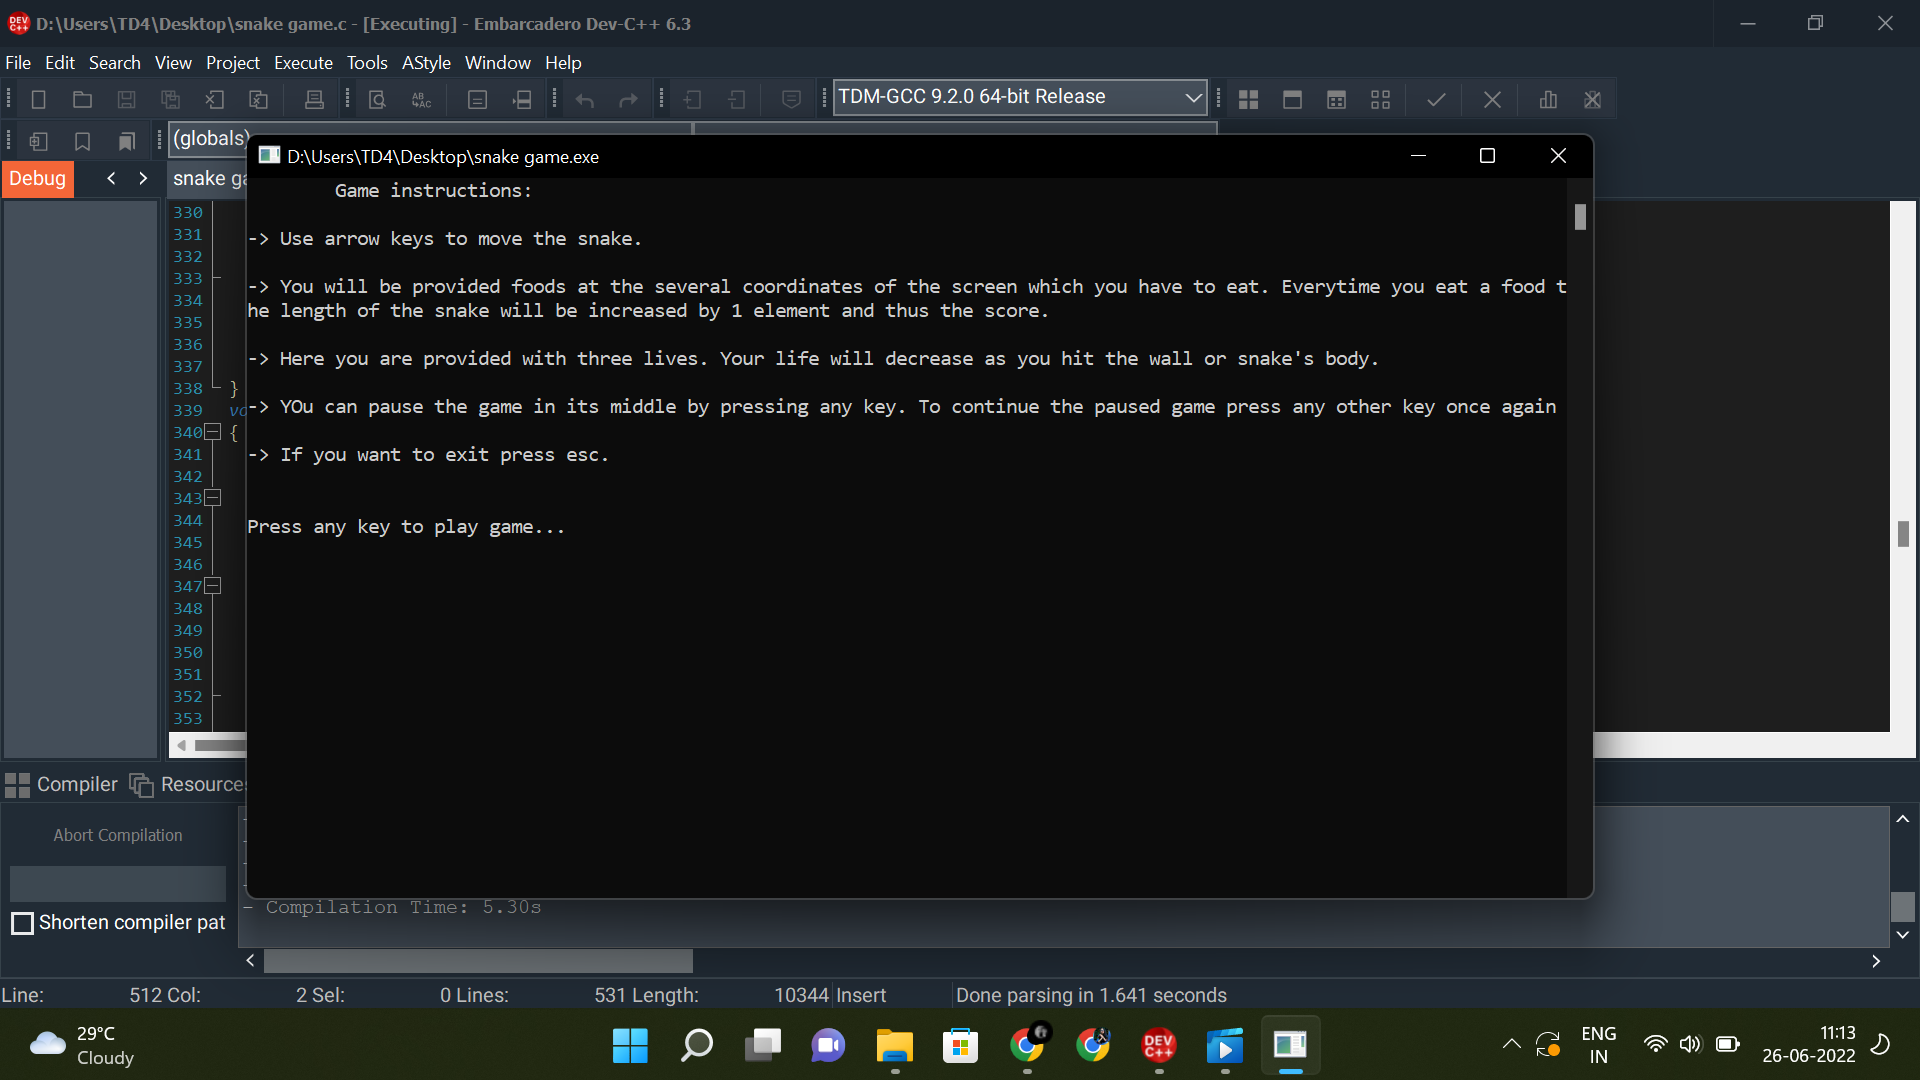 D:\Users\TD4\Desktop\snake game.c - [Executing] - Embarcadero Dev-C++ 6.3
File Edit Search View Project Execute Tools AStyle Window Help
TDM-GCC 9.2.0 64-bit Release
(globals)
D:\Users\TD4\Desktop\snake game.exe
Debug
snake ga
Game instructions:
-> Use arrow keys to move the snake.
-> You will be provided foods at the several coordinates of the screen which you have to eat. Everytime you eat a food t
he length of the snake will be increased by 1 element and thus the score.
-> Here you are provided with three lives. Your life will decrease as you hit the wall or snake's body.
-> YOu can pause the game in its middle by pressing any key. To continue the paused game press any other key once again
-> If you want to exit press esc.
Press any key to play game...
330
331
332
333
334
335
336
337
338 }
339 vo
340 {
341
342
343
344
345
346
347
348
349
350
351
352
353
Compiler Resources
Abort Compilation
Shorten compiler pat
- Compilation Time: 5.30s
Line: 512 Col: 2 Sel: 0 Lines: 531 Length: 10344 Insert Done parsing in 1.641 seconds
29°C
Cloudy
DEV
C++
ENG
IN
11:13
26-06-2022